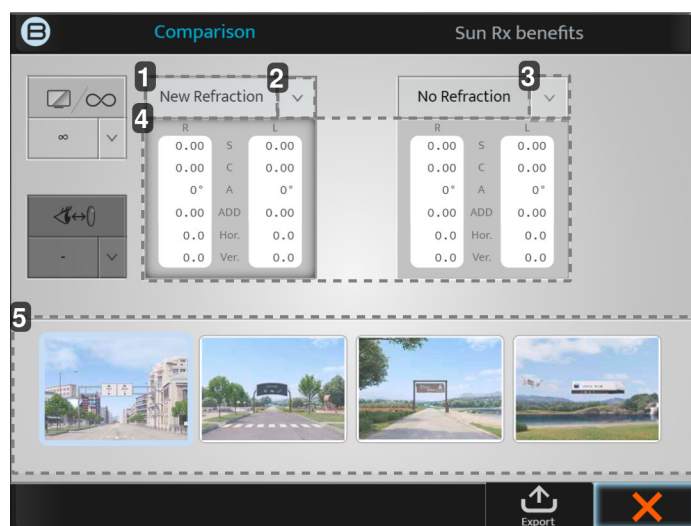 B Comparison Sun Rx benefits
1 New Refraction 2 No Refraction 3
∞
4 R L R L
0.00 S 0.00 0.00 S 0.00
0.00 C 0.00 0.00 C 0.00
0° A 0° 0° A 0°
0.00 ADD 0.00 0.00 ADD 0.00
0.0 Hor. 0.0 0.0 Hor. 0.0
- 0.0 Ver. 0.0 0.0 Ver. 0.0
5
Export